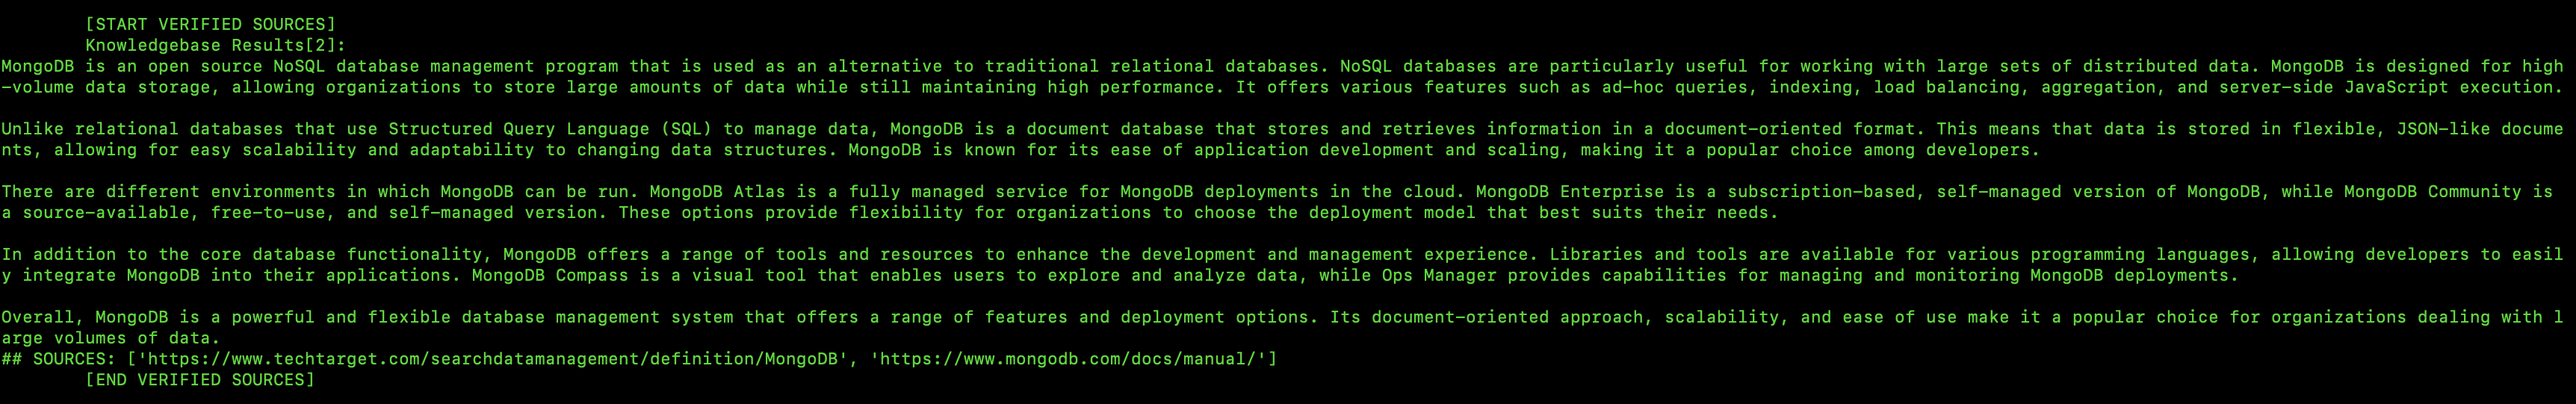 [START VERIFIED SOURCES]
Knowledgebase Results[2]:
MongoDB is an open source NoSQL database management program that is used as an alternative to traditional relational databases. NoSQL databases are particularly useful for working with large sets of distributed data. MongoDB is designed for high
-volume data storage, allowing organizations to store large amounts of data while still maintaining high performance. It offers various features such as ad-hoc queries, indexing, load balancing, aggregation, and server-side JavaScript execution.
Unlike relational databases that use Structured Query Language (SQL) to manage data, MongoDB is a document database that stores and retrieves information in a document-oriented format. This means that data is stored in flexible, JSON-like docume
nts, allowing for easy scalability and adaptability to changing data structures. MongoDB is known for its ease of application development and scaling, making it a popular choice among developers.
There are different environments in which MongoDB can be run. MongoDB Atlas is a fully managed service for MongoDB deployments in the cloud. MongoDB Enterprise is a subscription-based, self-managed version of MongoDB, while MongoDB Community is
a source-available, free-to-use, and self-managed version. These options provide flexibility for organizations to choose the deployment model that best suits their needs.
In addition to the core database functionality, MongoDB offers a range of tools and resources to enhance the development and management experience. Libraries and tools are available for various programming languages, allowing developers to easil
y integrate MongoDB into their applications. MongoDB Compass is a visual tool that enables users to explore and analyze data, while Ops Manager provides capabilities for managing and monitoring MongoDB deployments.
Overall, MongoDB is a powerful and flexible database management system that offers a range of features and deployment options. Its document-oriented approach, scalability, and ease of use make it a popular choice for organizations dealing with l
arge volumes of data.
## SOURCES: ['https://www.techtarget.com/searchdatamanagement/definition/MongoDB', 'https://www.mongodb.com/docs/manual/']
[END VERIFIED SOURCES]